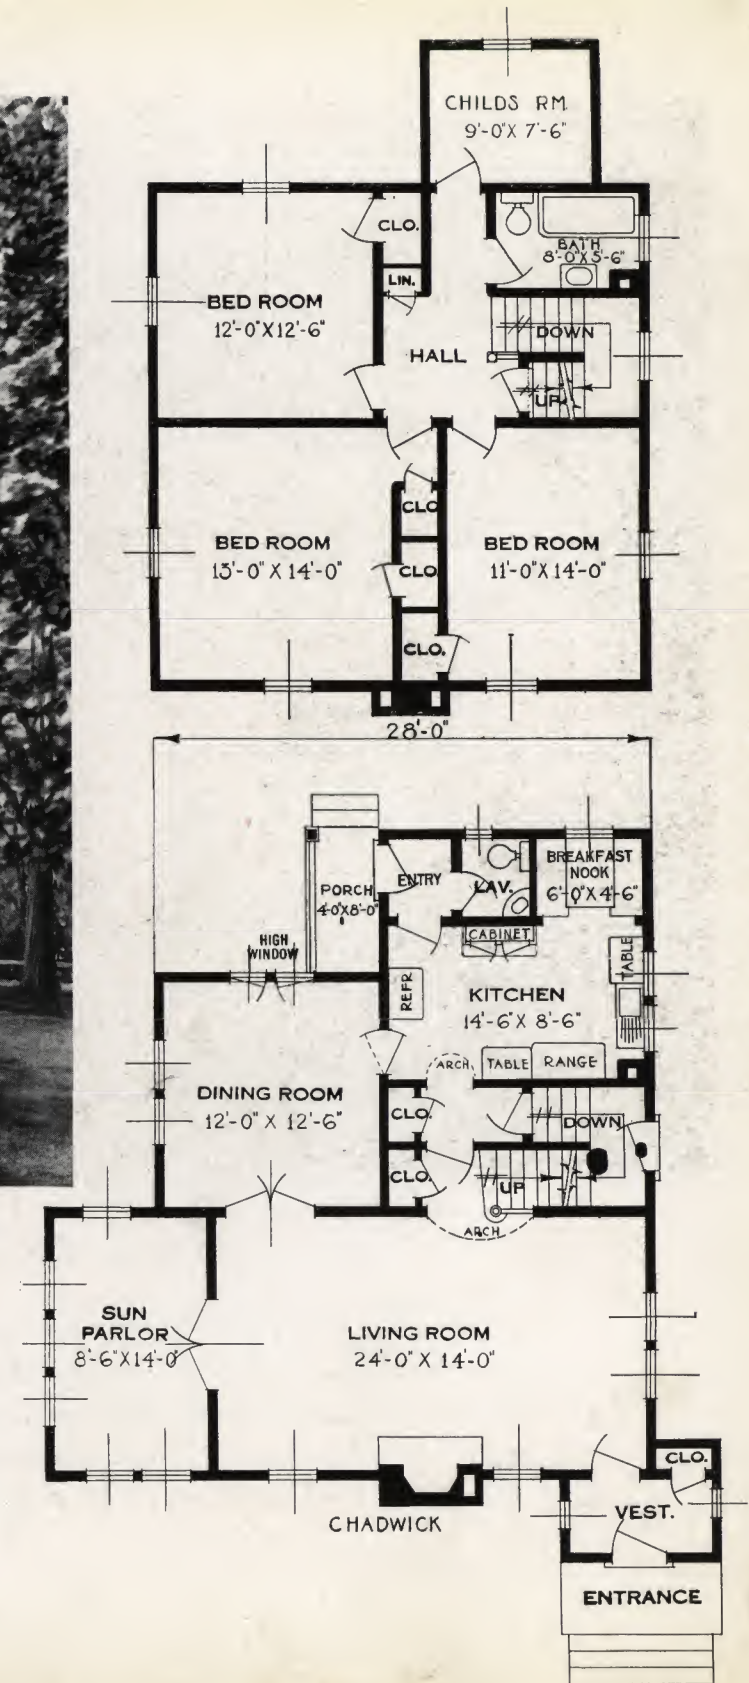 CHILDS RM.
9'-0" X 7'-6"
CLO.
BATH
8'-0" X 5'-6"
LIN.
BED ROOM
12'-0" X 12'-6"
DOWN
HALL
UP
CLO
BED ROOM
13'-0" X 14'-0"
CLO.
BED ROOM
11'-0" X 14'-0"
CLO.
28'-0"
PORCH
4'-0" X 8'-0"
ENTRY
LAV.
BREAKFAST
NOOK
6'-0" X 4'-6"
HIGH
WINDOW
CABINET
TABLE
REFR
KITCHEN
14'-6" X 8'-6"
ARCH
TABLE
RANGE
DINING ROOM
12'-0" X 12'-6"
CLO.
DOWN
CLO.
UP
ARCH
SUN
PARLOR
8'-6" X 14'-0"
LIVING ROOM
24'-0" X 14'-0"
CLO.
VEST.
CHADWICK
ENTRANCE